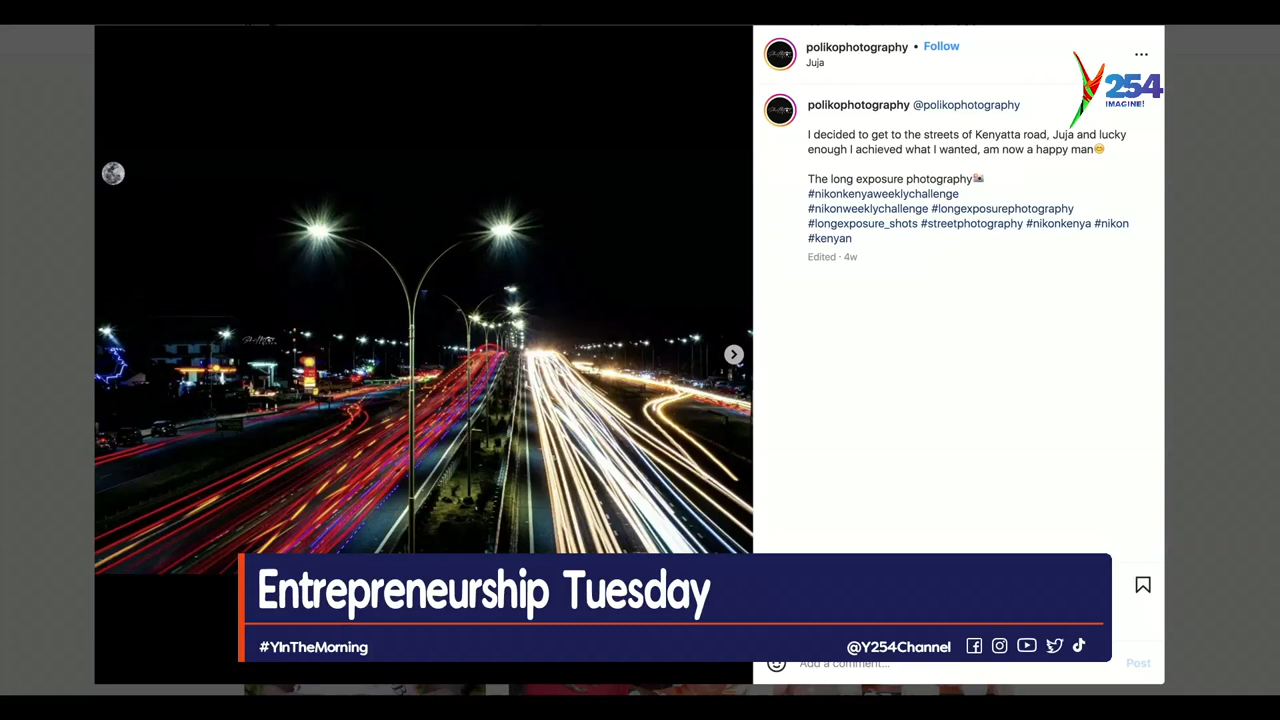 polikophotography • Follow
Juja
Y254
IMAGINE!
polikophotography @polikophotography
I decided to get to the streets of Kenyatta road, Juja and lucky
enough I achieved what I wanted, am now a happy man😊
The long exposure photography📸
#nikonkenyaweeklychallenge
#nikonweeklychallenge #longexposurephotography
#longexposure_shots #streetphotography #nikonkenya #nikon
#kenyan
Edited · 4w
Entrepreneurship Tuesday
#YInTheMorning
@Y254Channel
Add a comment...
Post